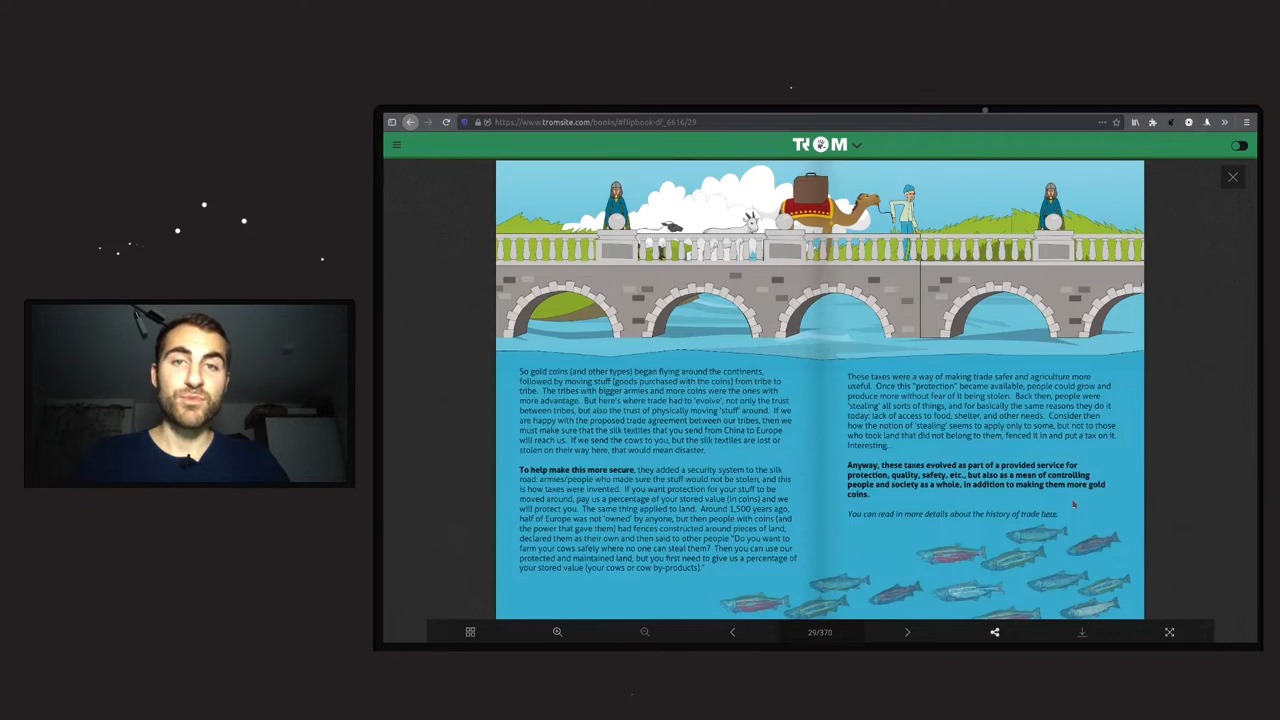 https://www.tromsite.com/books/#flipbook-df_6616/29
TROM
So gold coins (and other types) began flying around the continents,
followed by moving stuff (goods purchased with the coins) from tribe to
tribe. The tribes with bigger armies and more coins were the ones with
more advantage. But here's where trade had to 'evolve', not only the trust
between tribes, but also the trust of physically moving 'stuff' around. If we
are happy with the proposed trade agreement between our tribes, then we
must make sure that the silk textiles that you send from China to Europe
will reach us. If we send the cows to you, but the silk textiles are lost or
stolen on their way here, that would mean disaster.
To help make this more secure, they added a security system to the silk
road: armies/people who made sure the stuff would not be stolen, and this
is how taxes were invented. If you want protection for your stuff to be
moved around, pay us a percentage of your stored value (in coins) and we
will protect you. The same thing applied to land. Around 1,500 years ago,
half of Europe was not 'owned' by anyone, but then people with coins (and
the power that gave them) had fences constructed around pieces of land,
declared them as their own and then said to other people "Do you want to
farm your cows safely where no one can steal them? Then you can use our
protected and maintained land, but you first need to give us a percentage of
your stored value (your cows or cow by-products)."
These taxes were a way of making trade safer and agriculture more
useful. Once this "protection" became available, people could grow and
produce more without fear of it being stolen. Back then, people were
'stealing' all sorts of things, and for basically the same reasons they do it
today: lack of access to food, shelter, and other needs. Consider then
how the notion of 'stealing' seems to apply only to some, but not to those
who took land that did not belong to them, fenced it in and put a tax on it.
Interesting...
Anyway, these taxes evolved as part of a provided service for
protection, quality, safety, etc., but also as a mean of controlling
people and society as a whole, in addition to making them more gold
coins.
You can read in more details about the history of trade here.
29/370